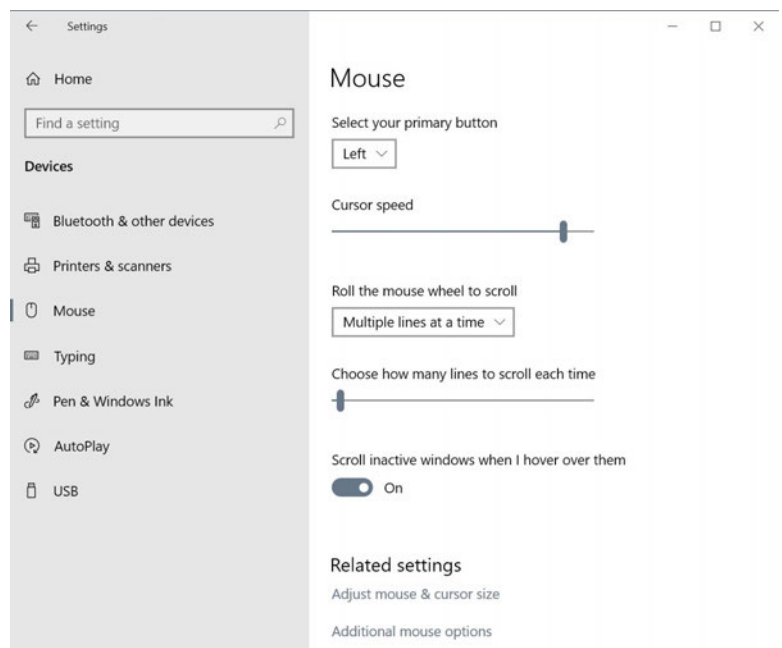 Settings
Home
Find a setting
Devices
Bluetooth & other devices
Printers & scanners
Mouse
Typing
Pen & Windows Ink
AutoPlay
USB
Mouse
Select your primary button
Left
Cursor speed
Roll the mouse wheel to scroll
Multiple lines at a time
Choose how many lines to scroll each time
Scroll inactive windows when I hover over them
On
Related settings
Adjust mouse & cursor size
Additional mouse options